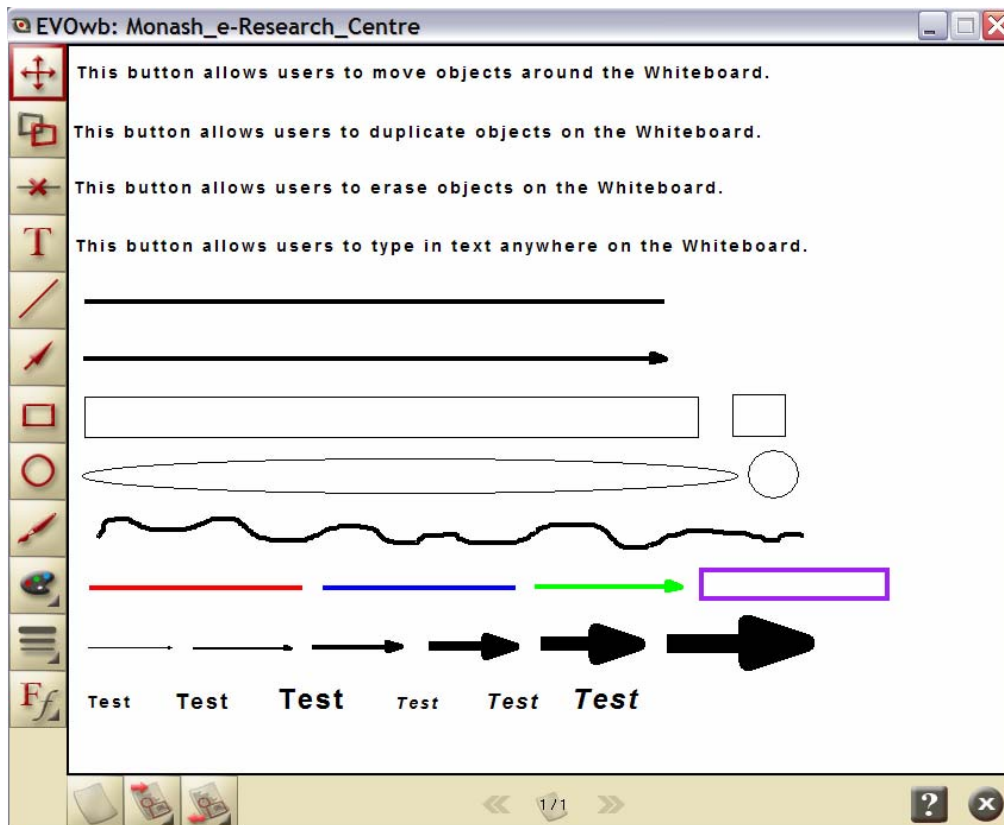 EVOwb: Monash_e-Research_Centre
This button allows users to move objects around the Whiteboard.
This button allows users to duplicate objects on the Whiteboard.
This button allows users to erase objects on the Whiteboard.
T
This button allows users to type in text anywhere on the Whiteboard.
Ff
Test Test Test Test Test Test
1/1
?